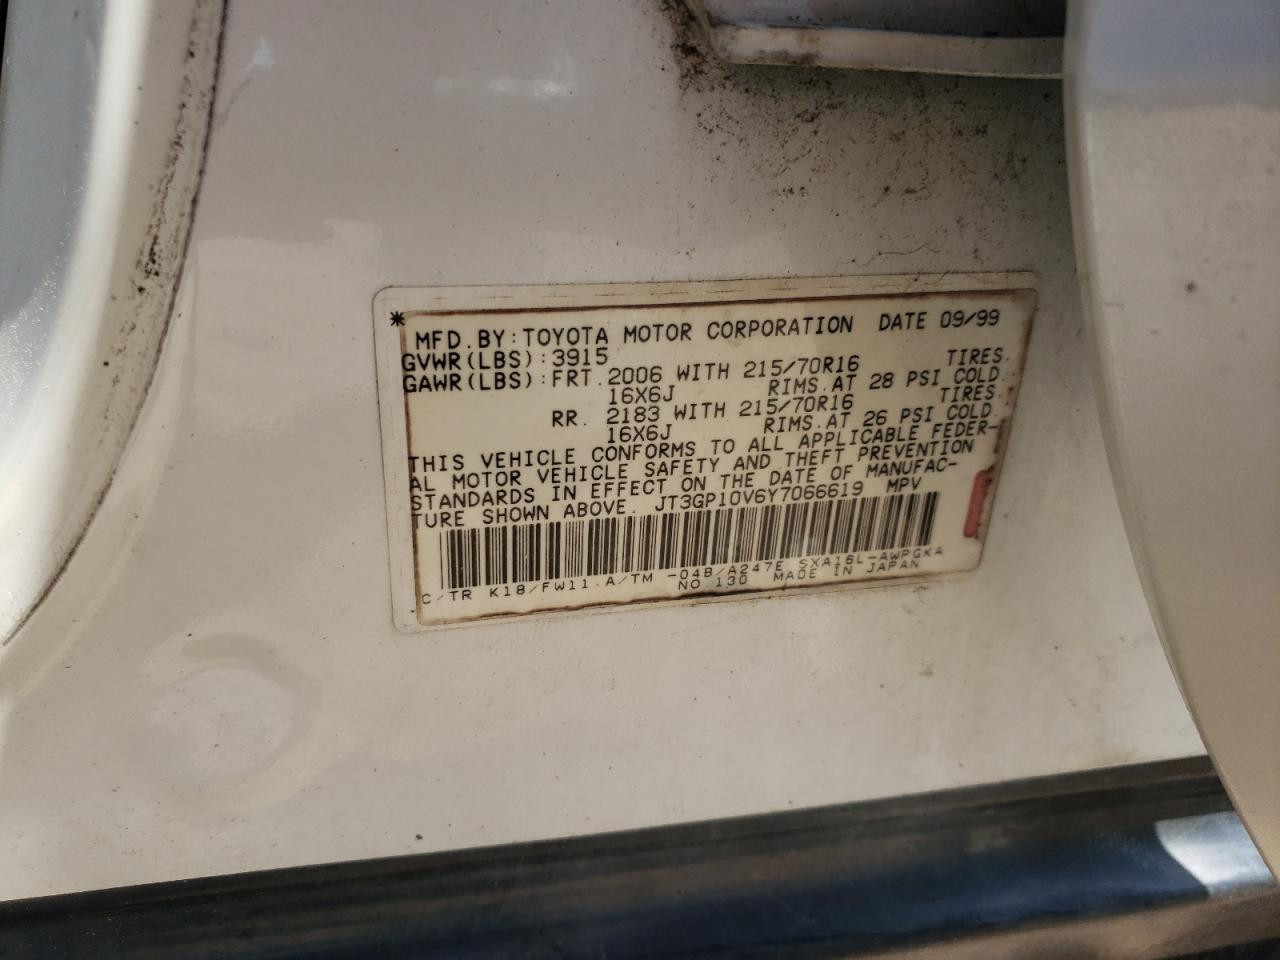 * MFD. BY: TOYOTA MOTOR CORPORATION DATE 09/99
GVWR(LBS): 3915
GAWR(LBS): FRT. 2006 WITH 215/70R16 TIRES.
16X6J RIMS. AT 28 PSI COLD.
RR. 2183 WITH 215/70R16 TIRES.
16X6J RIMS. AT 26 PSI COLD.
THIS VEHICLE CONFORMS TO ALL APPLICABLE FEDER-
AL MOTOR VEHICLE SAFETY AND THEFT PREVENTION
STANDARDS IN EFFECT ON THE DATE OF MANUFAC-
TURE SHOWN ABOVE. JT3GP10V6Y7066619 MPV
C/TR K18/FW11.A/TM -04B/A247E SXA16L-AWPGKA
NO.130 MADE IN JAPAN